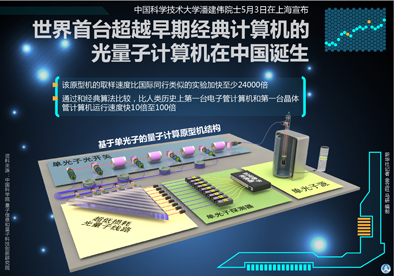 中国科学技术大学潘建伟院士5月3日在上海宣布
世界首台超越早期经典计算机的
光量子计算机在中国诞生
该原型机的取样速度比国际同行类似的实验加快至少24000倍
通过和经典算法比较，比人类历史上第一台电子管计算机和第一台晶体
管计算机运行速度快10倍至100倍
基于单光子的量子计算原型机结构
单光子光开关
超低损耗
光量子线路
单光子探测器
单光子源